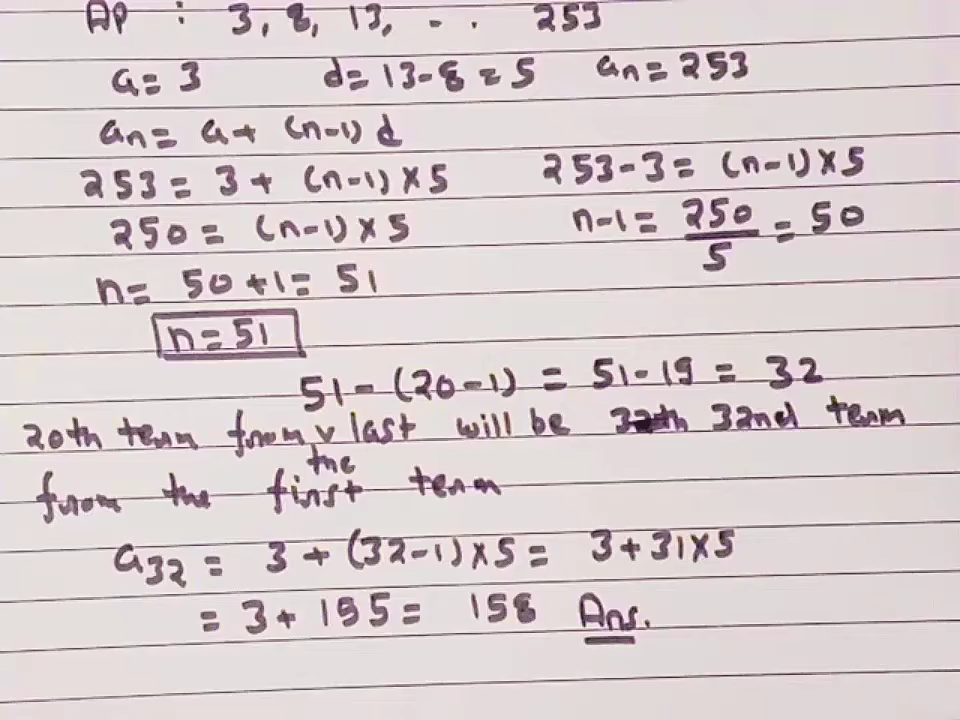 AP : 3, 8, 13, - . . 253
a = 3 d = 13-8 = 5 an = 253
an = a + (n-1) d
253 = 3 + (n-1) × 5 253-3 = (n-1) × 5
250 = (n-1) × 5 n-1 = 250/5 = 50
n = 50 +1 = 51
n = 51
51 - (20-1) = 51-19 = 32
20th term from the last will be 32nd term
from the first term
a32 = 3 + (32-1) × 5 = 3 + 31×5
= 3 + 155 = 158 Ans.